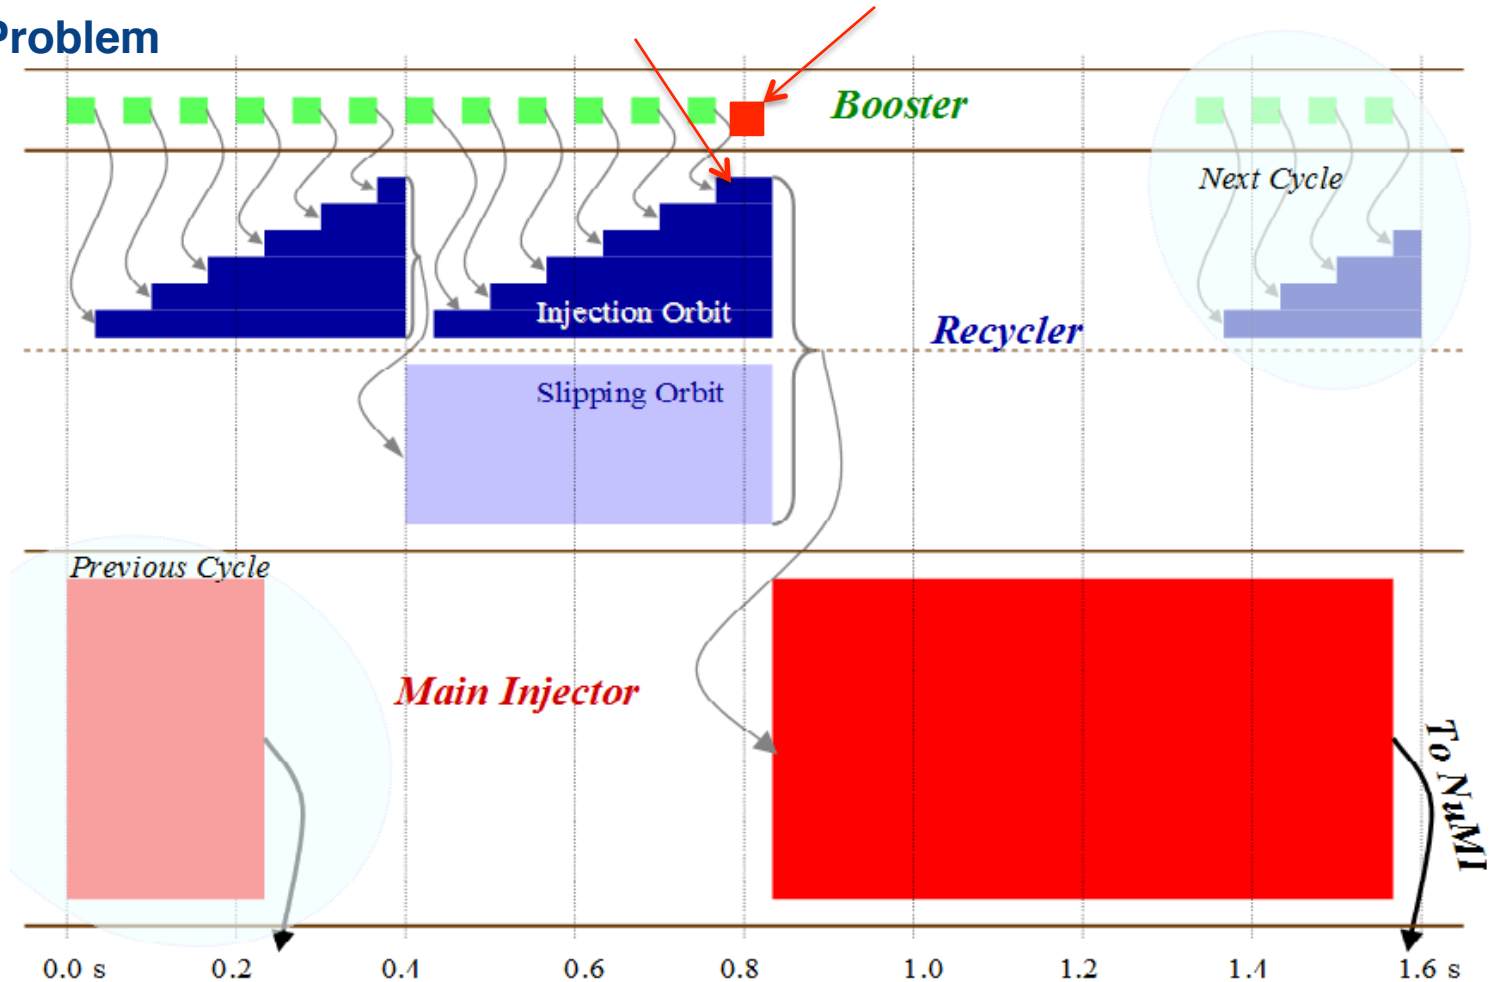 Problem
Booster
Next Cycle
Injection Orbit
Recycler
Slipping Orbit
Previous Cycle
Main Injector
To NuMI
0.0 s 0.2 0.4 0.6 0.8 1.0 1.2 1.4 1.6 s